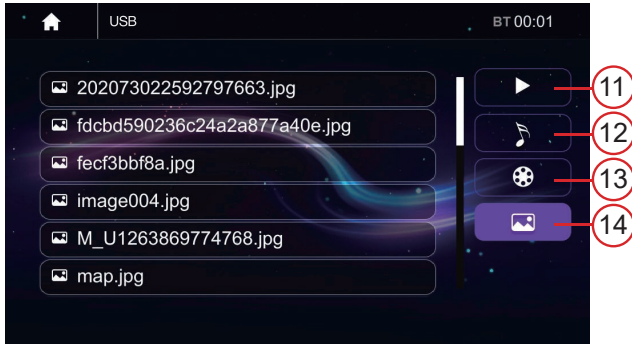 USB
BT 00:01
202073022592797663.jpg
fdcbd590236c24a2a877a40e.jpg
fecf3bbf8a.jpg
image004.jpg
M_U1263869774768.jpg
map.jpg
11
12
13
14